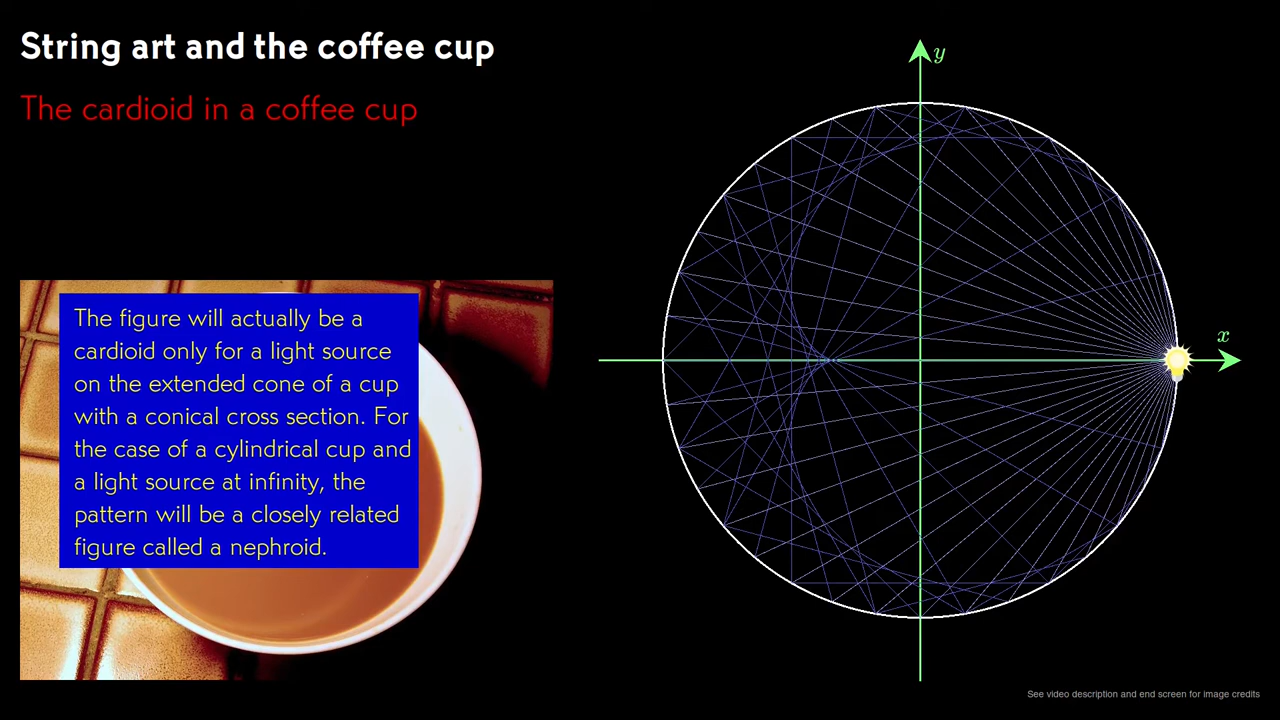 String art and the coffee cup
The cardioid in a coffee cup
The figure will actually be a
cardioid only for a light source
on the extended cone of a cup
with a conical cross section. For
the case of a cylindrical cup and
a light source at infinity, the
pattern will be a closely related
figure called a nephroid.
y
x
See video description and end screen for image credits